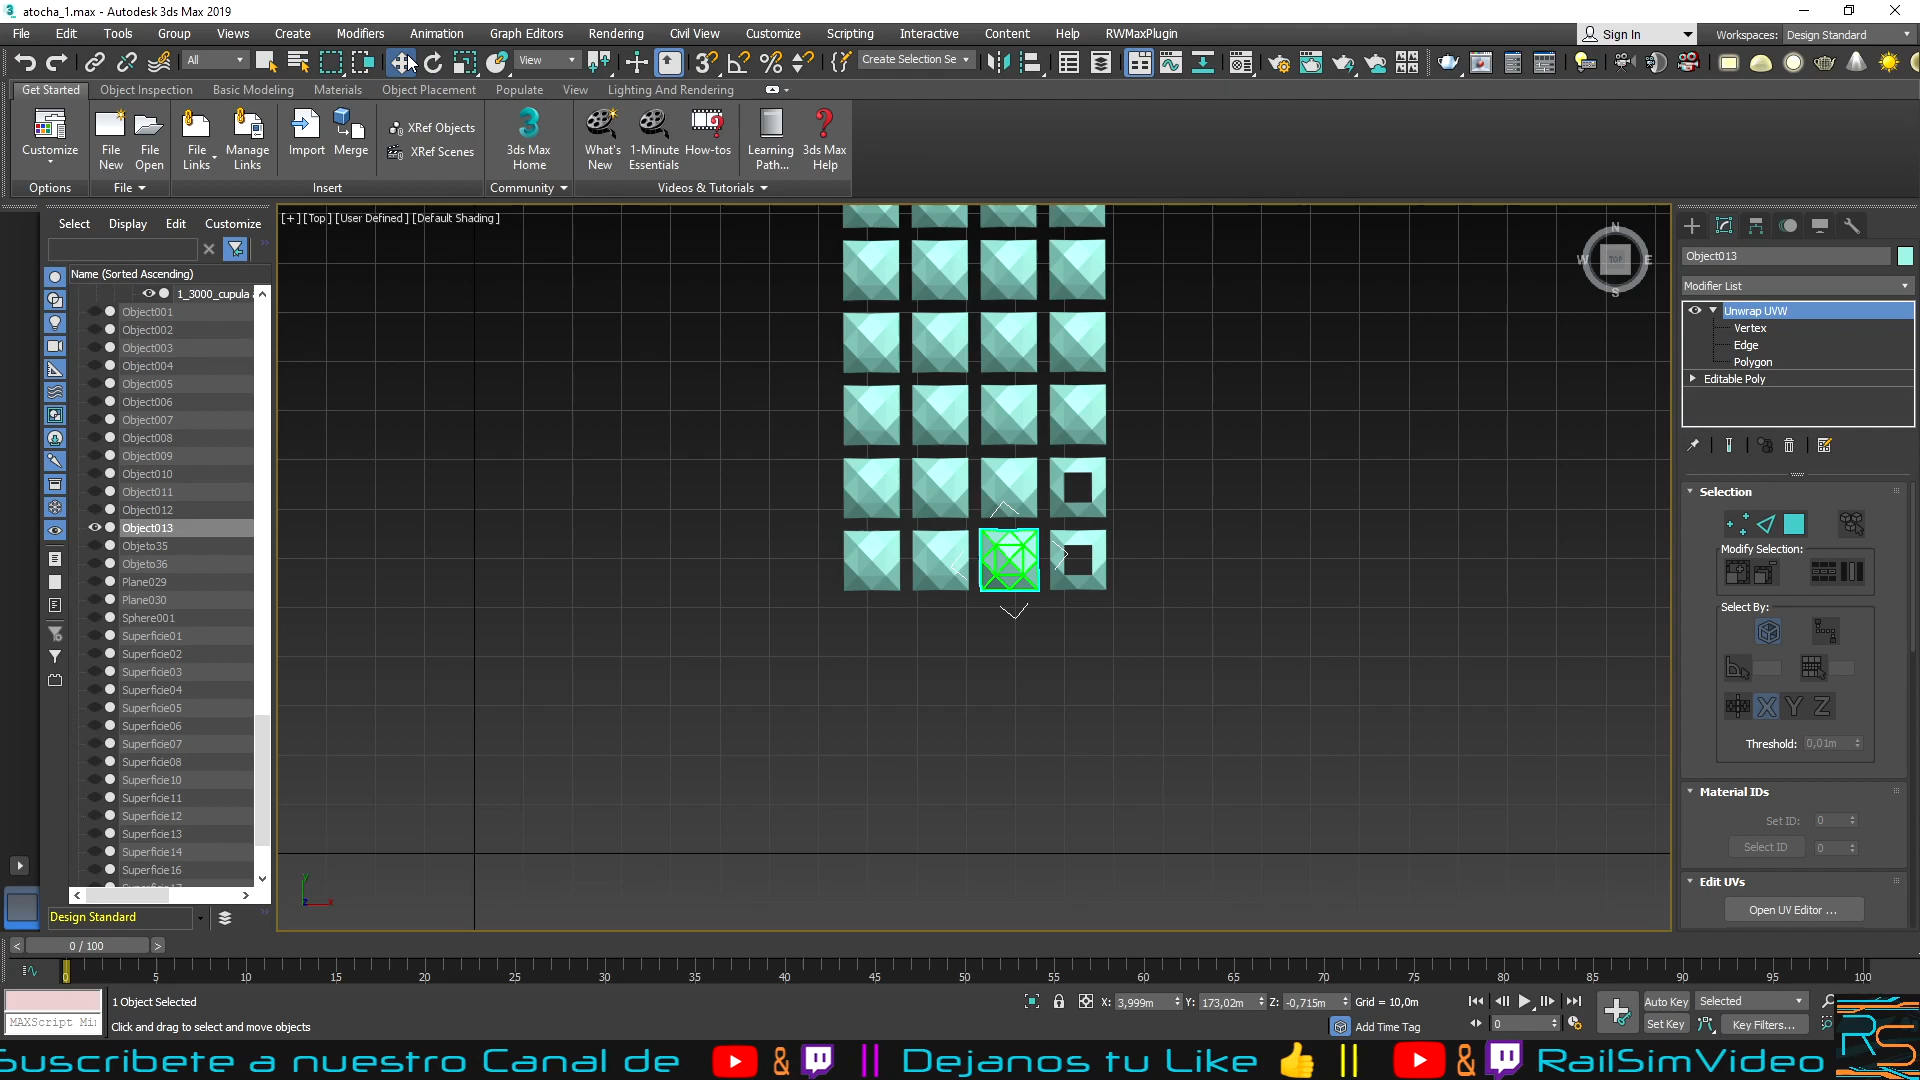 atocha_1.max - Autodesk 3ds Max 2019
File Edit Tools Group Views Create Modifiers Animation Graph Editors Rendering Civil View Customize Scripting Interactive Content Help RWMaxPlugin
Sign In Workspaces: Design Standard
All View Create Selection Se
Get Started Object Inspection Basic Modeling Materials Object Placement Populate View Lighting And Rendering
Customize File New File Open File Links Manage Links Import Merge XRef Objects XRef Scenes 3ds Max Home What's New 1-Minute Essentials How-tos Learning Path... 3ds Max Help
Options File Insert Community Videos & Tutorials
Select Display Edit Customize
Name (Sorted Ascending)
1_3000_cupula
Object001
Object002
Object003
Object004
Object005
Object006
Object007
Object008
Object009
Object010
Object011
Object012
Object013
Objeto35
Objeto36
Plane029
Plane030
Sphere001
Superficie01
Superficie02
Superficie03
Superficie04
Superficie05
Superficie06
Superficie07
Superficie08
Superficie10
Superficie11
Superficie12
Superficie13
Superficie14
Superficie16
Design Standard
[+] [Top] [User Defined] [Default Shading]
N
W TOP E
S
y
z x
Object013
Modifier List
Unwrap UVW
Vertex
Edge
Polygon
Editable Poly
Selection
Modify Selection:
Select By:
X Y Z
Threshold: 0,01m
Material IDs
Set ID: 0
Select ID 0
Edit UVs
Open UV Editor ...
< 0 / 100 >
0 5 10 15 20 25 30 35 40 45 50 55 60 65 70 75 80 85 90 95 100
1 Object Selected
MAXScript Mi
Click and drag to select and move objects
X: 3,999m Y: 173,02m Z: -0,715m Grid = 10,0m
Add Time Tag
0
Auto Key Selected
Set Key Key Filters...
Suscribete a nuestro Canal de & || Dejanos tu Like || & RailSimVideo
RS